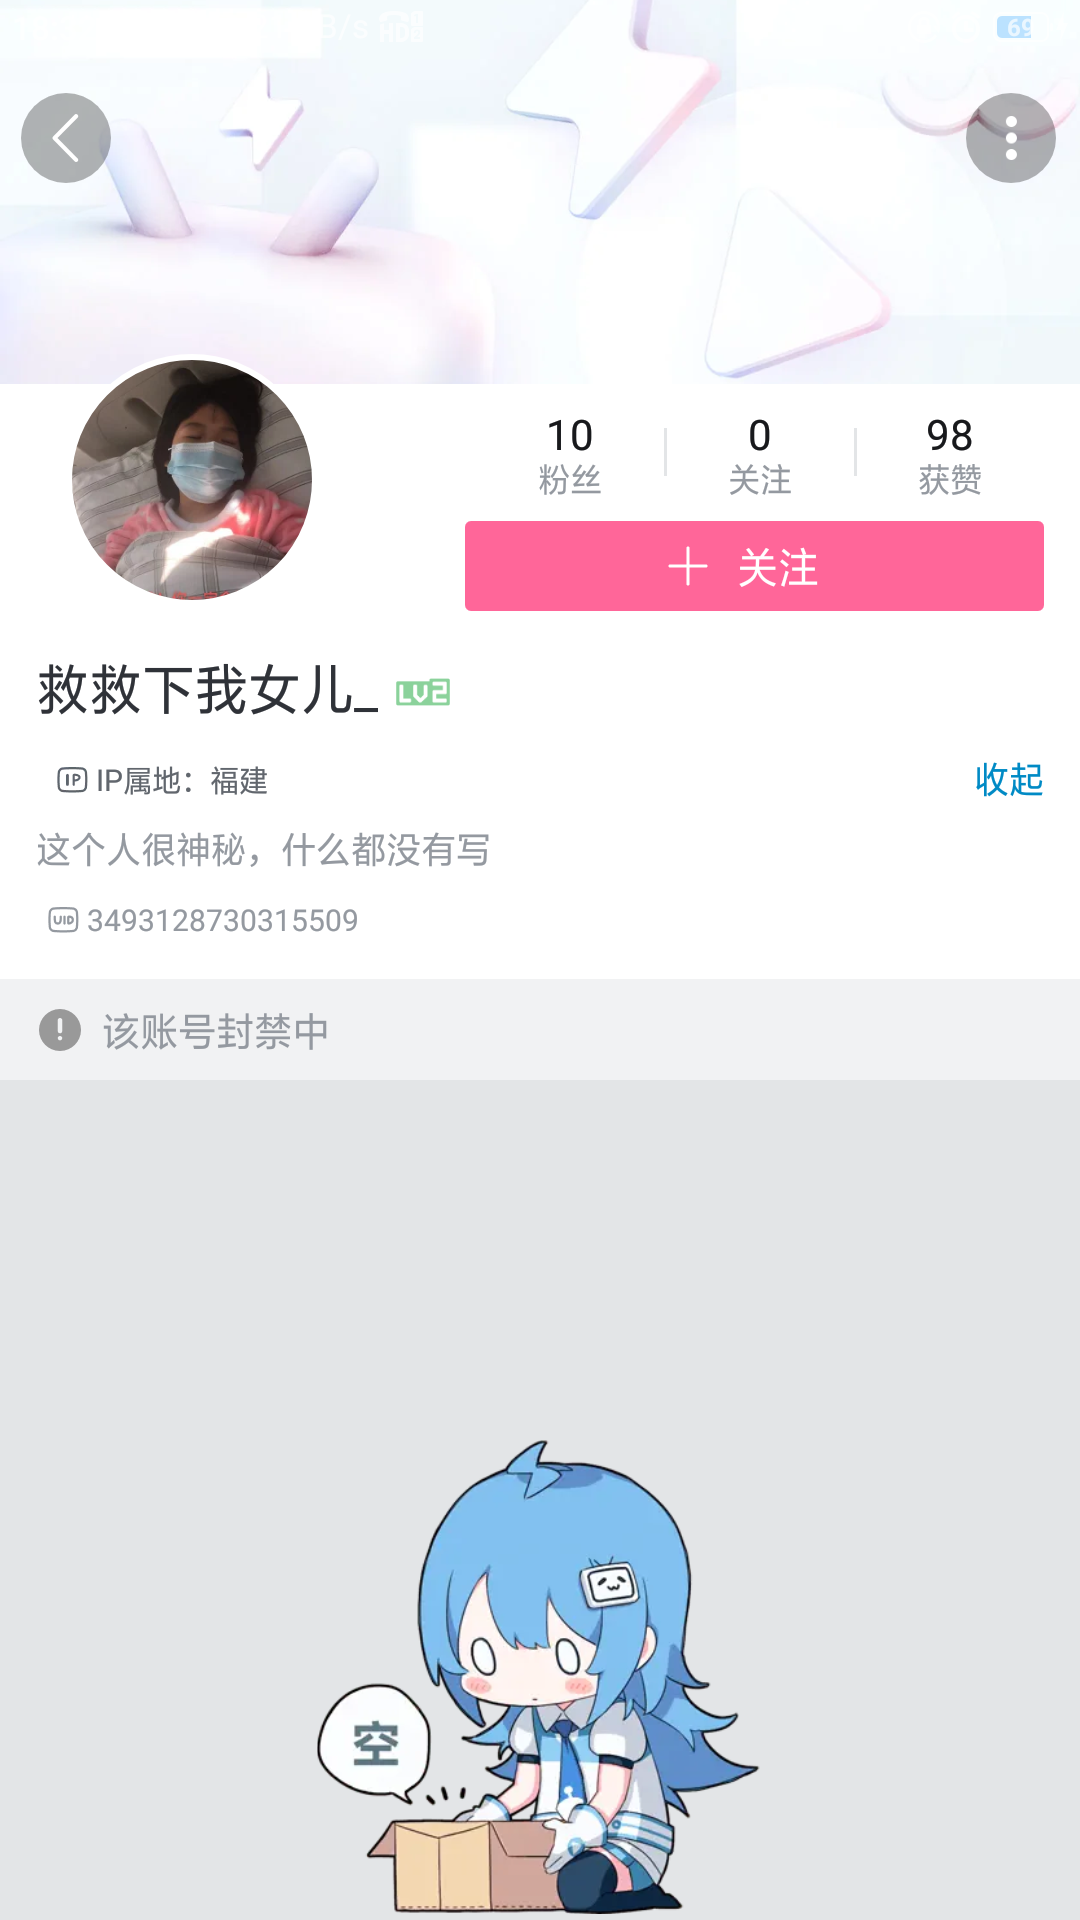 B/s HD
69
10 0 98
粉丝 关注 获赞
关注
救救下我女儿_ LV2
IP IP属地：福建 收起
这个人很神秘，什么都没有写
UID 3493128730315509
该账号封禁中
空